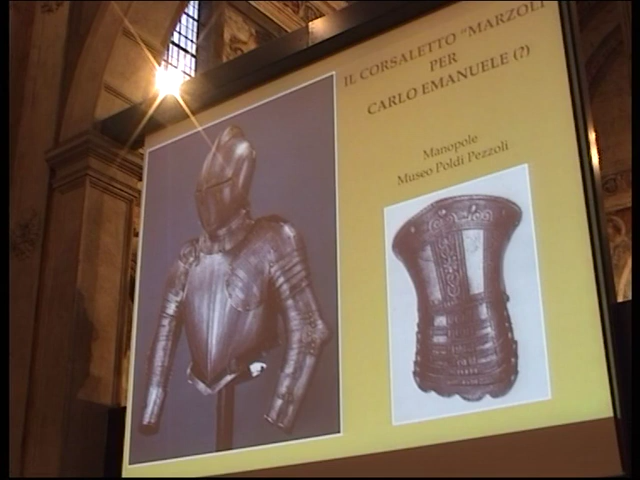 IL CORSALETTO "MARZOLI
PER
CARLO EMANUELE (?)
Manopole
Museo Poldi Pezzoli